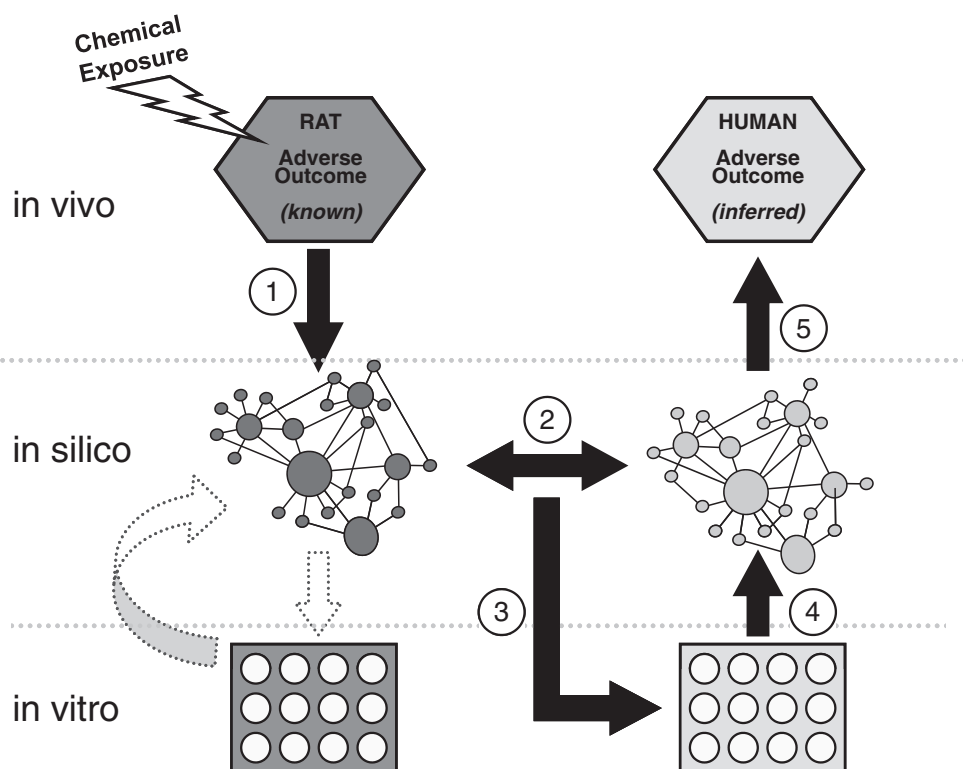 Chemical
Exposure
RAT
Adverse
Outcome
(known)
HUMAN
Adverse
Outcome
(inferred)
in vivo
1
5
2
in silico
3
4
in vitro